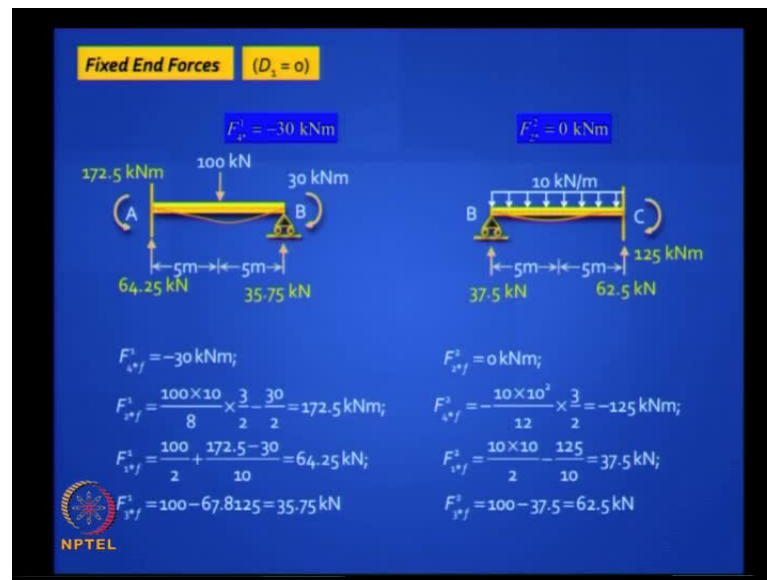 Fixed End Forces (D₁ = 0)
F¹₄* = -30 kNm F²₂* = 0 kNm
172.5 kNm 100 kN 30 kNm 10 kN/m
A B B C
5m 5m 5m 5m 125 kNm
64.25 kN 35.75 kN 37.5 kN 62.5 kN
F¹₄*f = -30 kNm; F²₂*f = 0 kNm;
F¹₂*f = 100×10/8 × 3/2 - 30/2 = 172.5 kNm; F²₄*f = - 10×10²/12 × 3/2 = -125 kNm;
F¹₁*f = 100/2 + 172.5-30/10 = 64.25 kN; F²₁*f = 10×10/2 - 125/10 = 37.5 kN;
F¹₃*f = 100-67.8125 = 35.75 kN F²₃*f = 100-37.5 = 62.5 kN
NPTEL